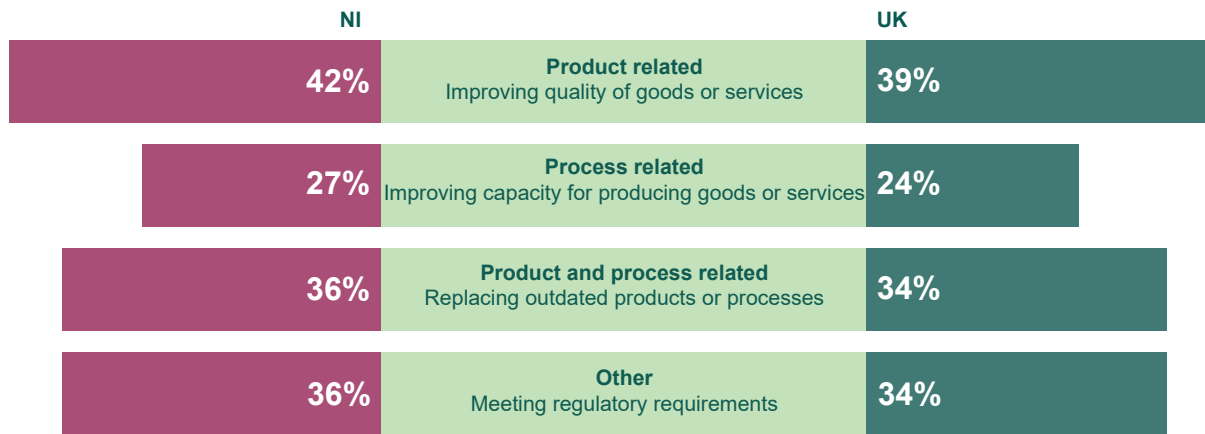 NI UK
42% Product related 39%
Improving quality of goods or services
27% Process related 24%
Improving capacity for producing goods or services
36% Product and process related 34%
Replacing outdated products or processes
36% Other 34%
Meeting regulatory requirements